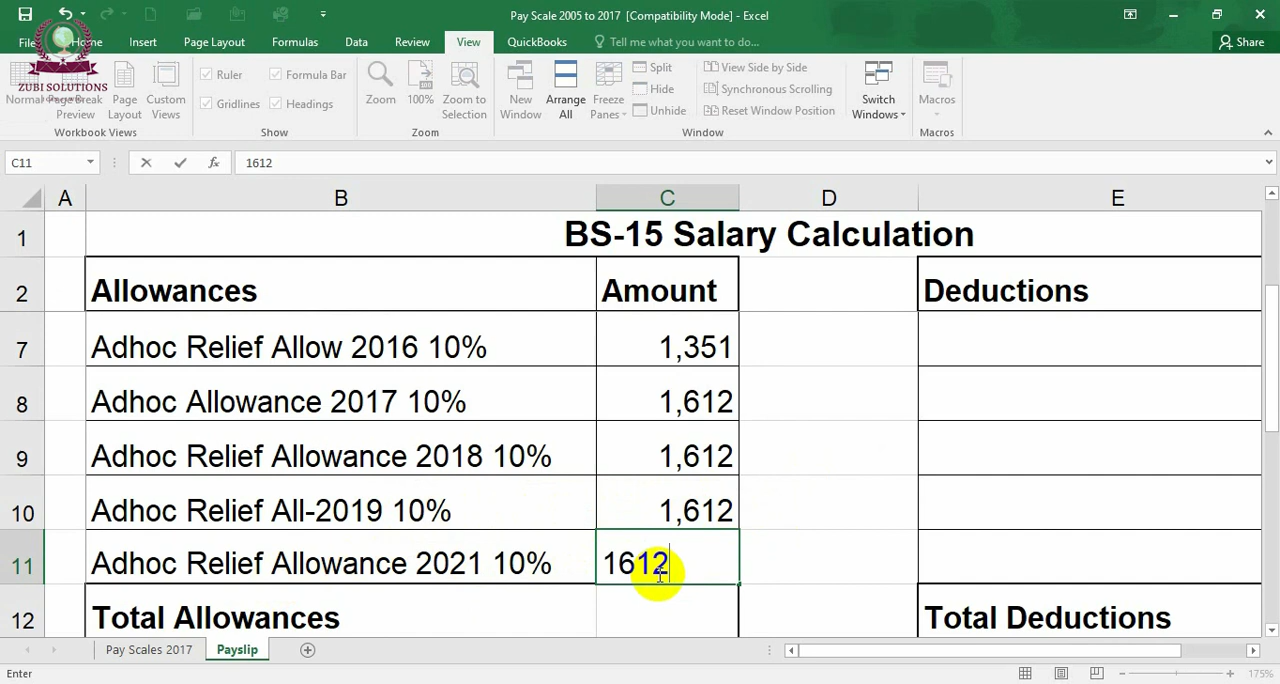 Pay Scale 2005 to 2017 [Compatibility Mode] - Excel
File Home Insert Page Layout Formulas Data Review View QuickBooks Tell me what you want to do... Share
ZUBI SOLUTIONS
Normal Page Break Preview Page Layout Custom Views
Ruler Formula Bar
Gridlines Headings
Zoom 100% Zoom to Selection
New Window Arrange All Freeze Panes
Split Hide Unhide
View Side by Side
Synchronous Scrolling
Reset Window Position
Switch Windows Macros
Workbook Views Show Zoom Window Macros
C11 fx 1612
A B C D E
1 BS-15 Salary Calculation
2 Allowances Amount Deductions
7 Adhoc Relief Allow 2016 10% 1,351
8 Adhoc Allowance 2017 10% 1,612
9 Adhoc Relief Allowance 2018 10% 1,612
10 Adhoc Relief All-2019 10% 1,612
11 Adhoc Relief Allowance 2021 10% 1612
12 Total Allowances Total Deductions
Pay Scales 2017 Payslip
Enter 175%